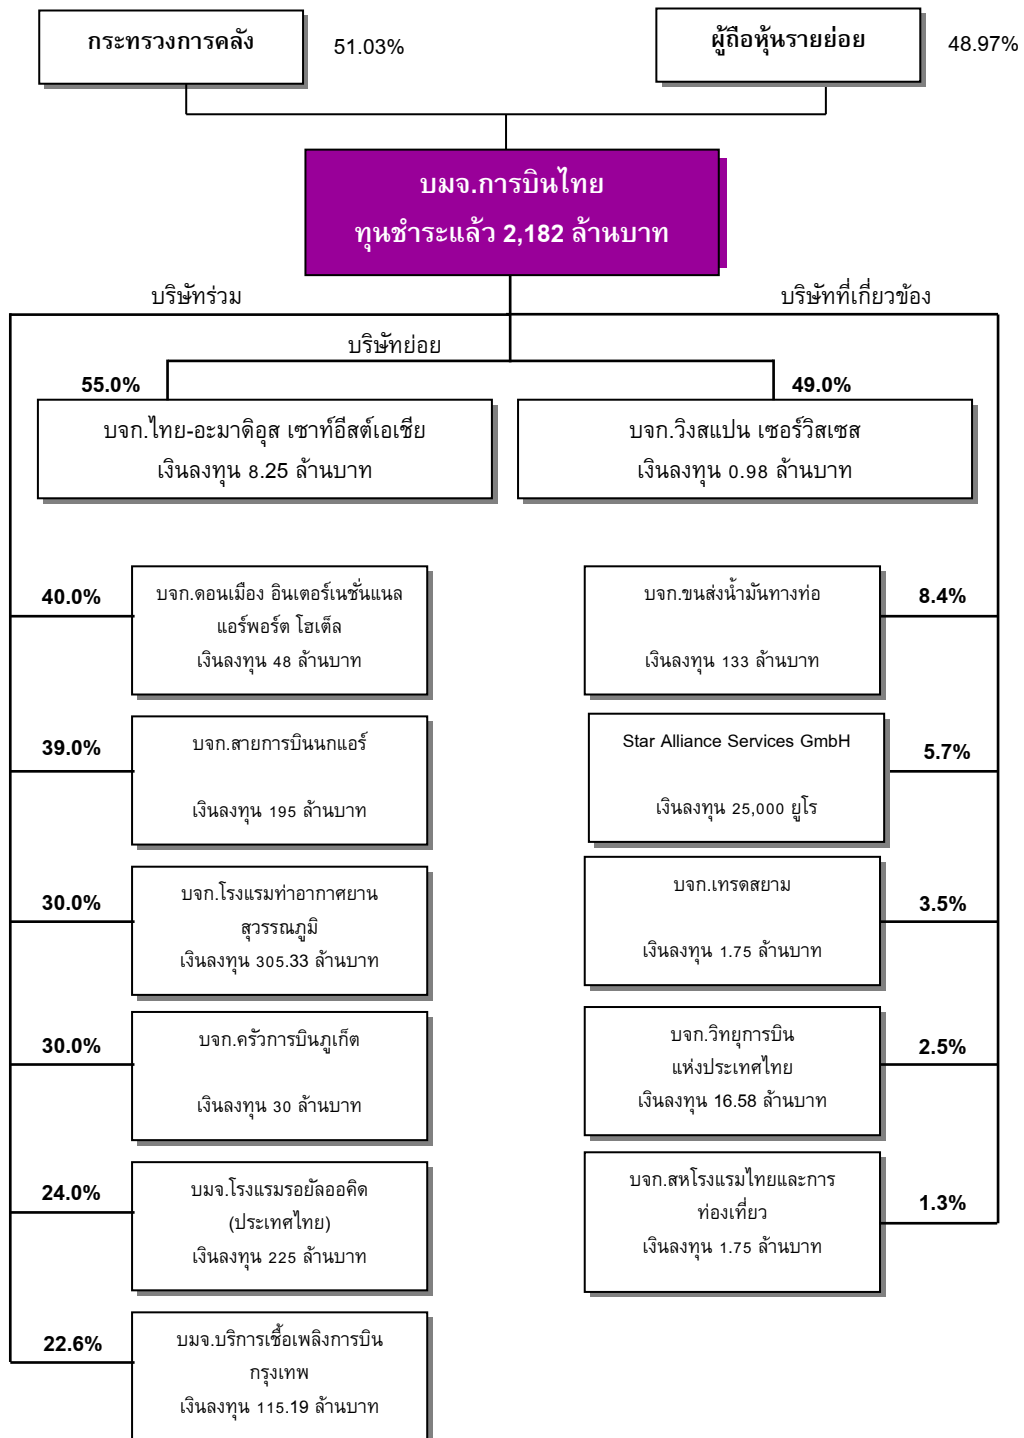 กระทรวงการคลัง
51.03%
ผู้ถือหุ้นรายย่อย
48.97%
บมจ.การบินไทย
ทุนชำระแล้ว 2,182 ล้านบาท
บริษัทร่วม
บริษัทที่เกี่ยวข้อง
บริษัทย่อย
55.0%
49.0%
บจก.ไทย-อะมาดิอุส เซาท์อีสต์เอเชีย
เงินลงทุน 8.25 ล้านบาท
บจก.วิงสแปน เซอร์วิสเซส
เงินลงทุน 0.98 ล้านบาท
40.0%
บจก.ดอนเมือง อินเตอร์เนชั่นแนล
แอร์พอร์ต โฮเต็ล
เงินลงทุน 48 ล้านบาท
บจก.ขนส่งน้ำมันทางท่อ
เงินลงทุน 133 ล้านบาท
8.4%
39.0%
บจก.สายการบินนกแอร์
เงินลงทุน 195 ล้านบาท
Star Alliance Services GmbH
เงินลงทุน 25,000 ยูโร
5.7%
30.0%
บจก.โรงแรมท่าอากาศยาน
สุวรรณภูมิ
เงินลงทุน 305.33 ล้านบาท
บจก.เทรดสยาม
เงินลงทุน 1.75 ล้านบาท
3.5%
30.0%
บจก.ครัวการบินภูเก็ต
เงินลงทุน 30 ล้านบาท
บจก.วิทยุการบิน
แห่งประเทศไทย
เงินลงทุน 16.58 ล้านบาท
2.5%
24.0%
บมจ.โรงแรมรอยัลออคิด
(ประเทศไทย)
เงินลงทุน 225 ล้านบาท
บจก.สหโรงแรมไทยและการ
ท่องเที่ยว
เงินลงทุน 1.75 ล้านบาท
1.3%
22.6%
บมจ.บริการเชื้อเพลิงการบิน
กรุงเทพ
เงินลงทุน 115.19 ล้านบาท